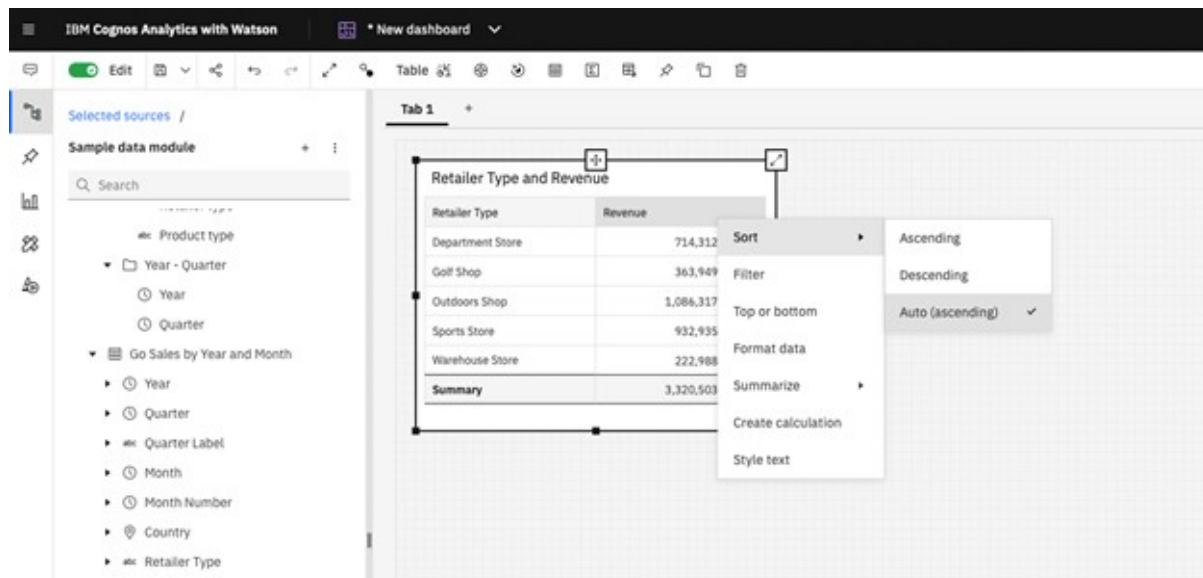 IBM Cognos Analytics with Watson
* New dashboard
Edit
Table
Selected sources /
Sample data module
Search
abc Product type
Year - Quarter
Year
Quarter
Go Sales by Year and Month
Year
Quarter
abc Quarter Label
Month
Month Number
Country
abc Retailer Type
Tab 1 +
Retailer Type and Revenue
Retailer Type Revenue
Department Store 714,312
Golf Shop 363,949
Outdoors Shop 1,086,317
Sports Store 932,935
Warehouse Store 222,988
Summary 3,320,503
Sort
Filter
Top or bottom
Format data
Summarize
Create calculation
Style text
Ascending
Descending
Auto (ascending)